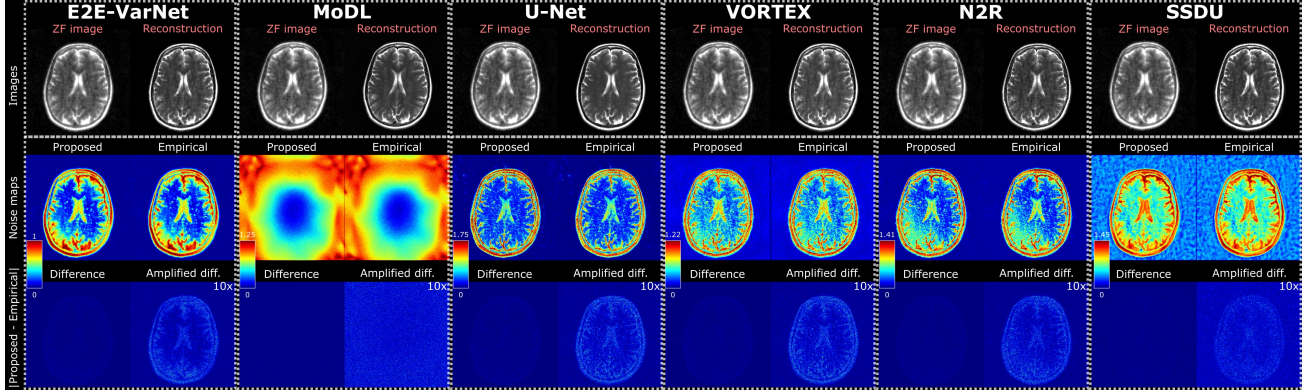 E2E-VarNet MoDL U-Net VORTEX N2R SSDU
ZF image Reconstruction ZF image Reconstruction ZF image Reconstruction ZF image Reconstruction ZF image Reconstruction ZF image Reconstruction
Images
Proposed Empirical Proposed Empirical Proposed Empirical Proposed Empirical Proposed Empirical Proposed Empirical
Noise maps
1 1.25 1.75 1.22 1.41
Difference Amplified diff. Difference Amplified diff. Difference Amplified diff. Difference Amplified diff. Difference Amplified diff. Difference Amplified diff.
0 10x 0 10x 0 10x 0 10x 0 10x 0 10x
|Proposed - Empirical|